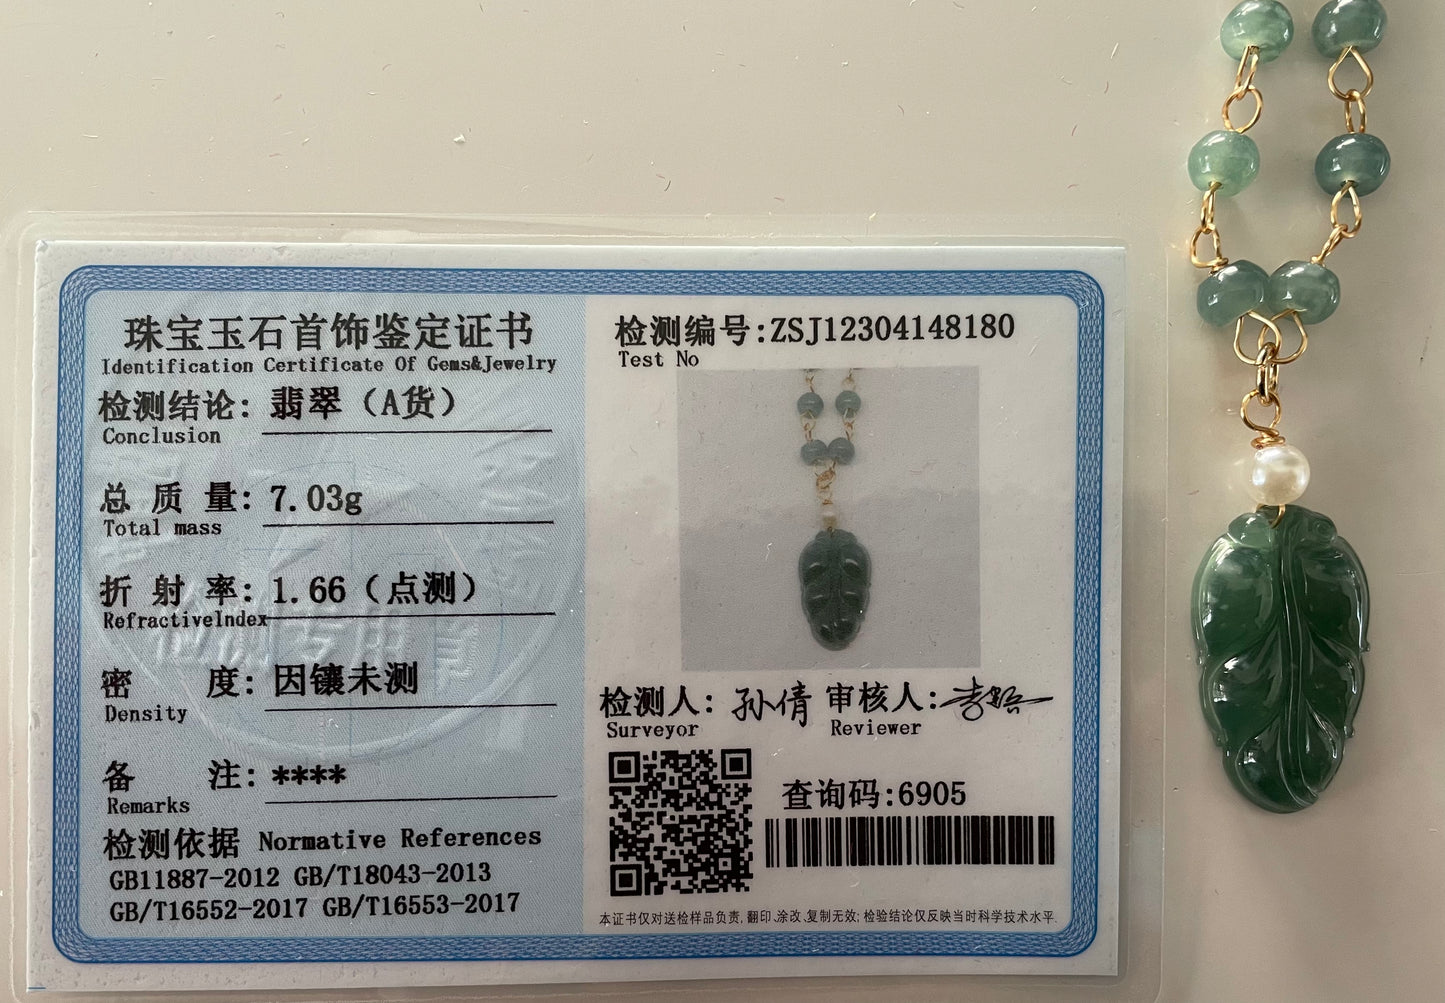 珠宝玉石首饰鉴定证书
Identification Certificate Of Gems&Jewelry
检测结论: 翡翠（A货）
Conclusion
总质量: 7.03g
Total mass
折射率: 1.66（点测）
RefractiveIndex
密度: 因镶未测
Density
备注: ****
Remarks
检测依据 Normative References
GB11887-2012 GB/T18043-2013
GB/T16552-2017 GB/T16553-2017
检测编号:ZSJ12304148180
Test No
检测人: 孙倩 审核人:
Surveyor Reviewer
查询码:6905
本证书仅对送检样品负责,翻印、涂改、复制无效;检验结论仅反映当时科学技术水平.
检测专用章